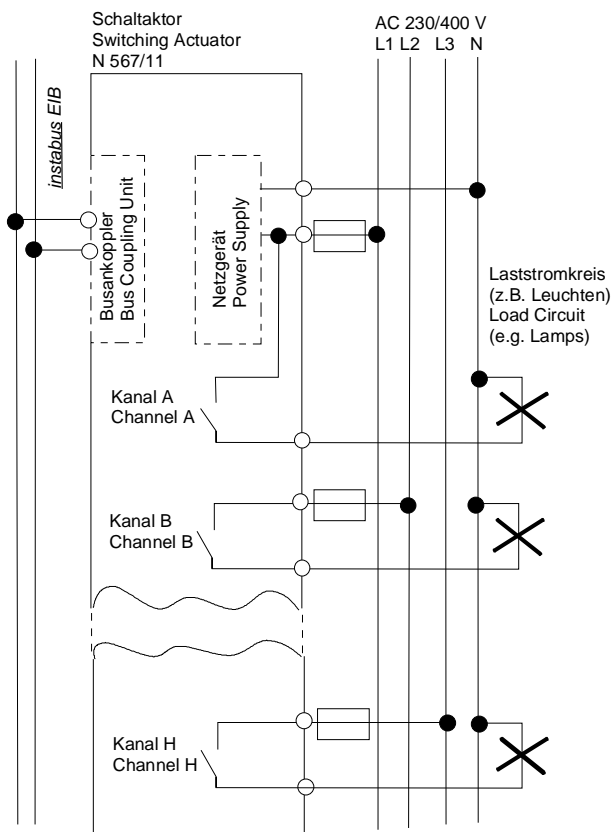 Schaltaktor
Switching Actuator
N 567/11
AC 230/400 V
L1 L2 L3 N
instabus EIB
Busankoppler
Bus Coupling Unit
Netzgerät
Power Supply
Laststromkreis
(z.B. Leuchten)
Load Circuit
(e.g. Lamps)
Kanal A
Channel A
Kanal B
Channel B
Kanal H
Channel H